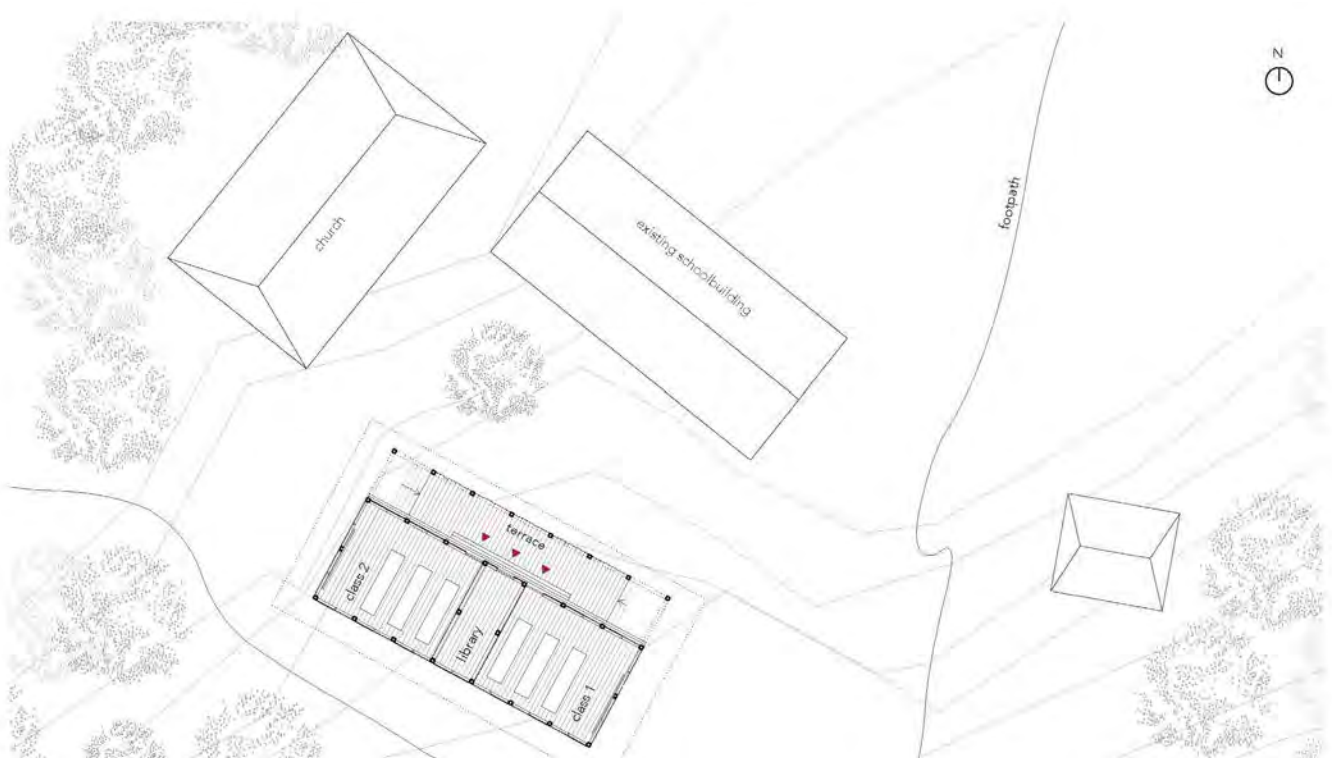 N
church
existing schoolbuilding
footpath
terrace
class 2
library
class 1